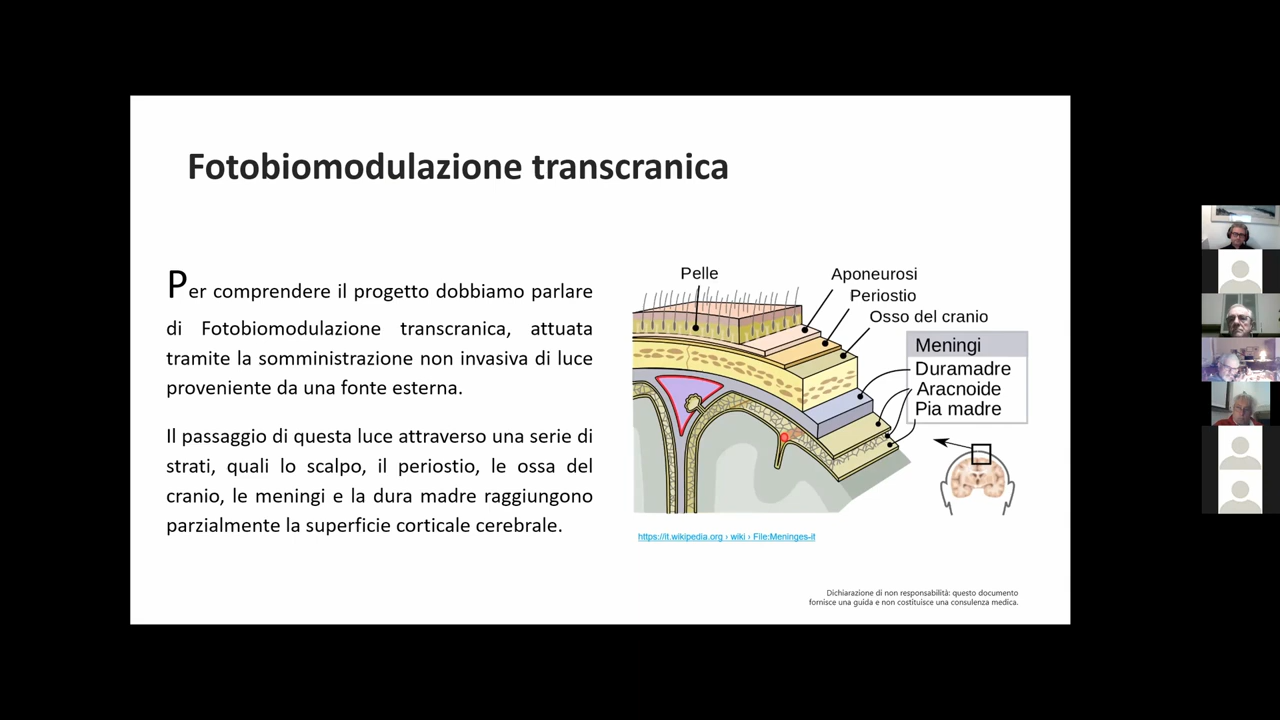 Fotobiomodulazione transcranica
Per comprendere il progetto dobbiamo parlare
di Fotobiomodulazione transcranica, attuata
tramite la somministrazione non invasiva di luce
proveniente da una fonte esterna.
Il passaggio di questa luce attraverso una serie di
strati, quali lo scalpo, il periostio, le ossa del
cranio, le meningi e la dura madre raggiungono
parzialmente la superficie corticale cerebrale.
Pelle
Aponeurosi
Periostio
Osso del cranio
Meningi
Duramadre
Aracnoide
Pia madre
https://it.wikipedia.org › wiki › File:Meninges-it
Dichiarazione di non responsabilità: questo documento
fornisce una guida e non costituisce una consulenza medica.